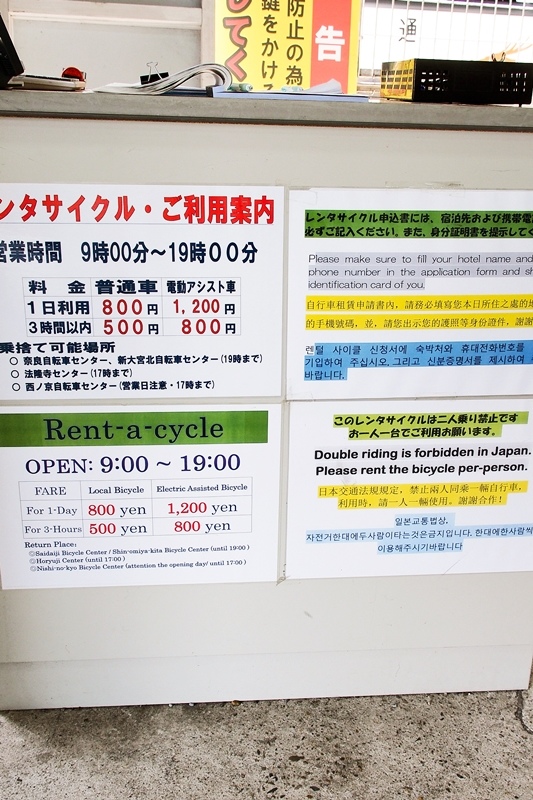 告
防止の為
鍵をかける
してく
通
ンタサイクル・ご利用案内
営業時間 9時00分～19時００分
料金 普通車 電動アシスト車
1日利用 800円 1,200円
3時間以内 500円 800円
乗捨て可能場所
○ 奈良自転車センター、新大宮北自転車センター(19時まで)
○ 法隆寺センター(17時まで)
○ 西ノ京自転車センター(営業日注意・17時まで)
レンタサイクル申込書には、宿泊先および携帯電
必ずご記入ください。また、身分証明書を提示してく
Please make sure to fill your hotel name and
phone number in the application form and sh
identification card of you.
自行車租賃申請書內，請務必填寫您本日所住之處的
的手機號碼，並，請您出示您的護照等身份證件，謝謝
렌털 사이클 신청서에 숙박처와 휴대전화번호를
기입하여 주십시오. 그리고 신분증명서를 제시하여
바랍니다.
Rent-a-cycle
OPEN: 9:00 ~ 19:00
FARE Local Bicycle Electric Assisted Bicycle
For 1-Day 800 yen 1,200 yen
For 3-Hours 500 yen 800 yen
Return Place:
◎Saidaiji Bicycle Center / Shin-omiya-kita Bicycle Center (until 19:00 )
◎Horyuji Center (until 17:00 )
◎Nishi-no-kyo Bicycle Center (attention the opening day/ until 17:00 )
このレンタサイクルは二人乗り禁止です
お一人一台でご利用お願います。
Double riding is forbidden in Japan.
Please rent the bicycle per-person.
日本交通法規規定，禁止兩人同乘一輛自行車，
利用時，請一人一輛使用。謝謝合作！
일본교통법상,
자전거한대에두사람이타는것은금지입니다. 한대에한사람씩
이용해주시기바랍니다